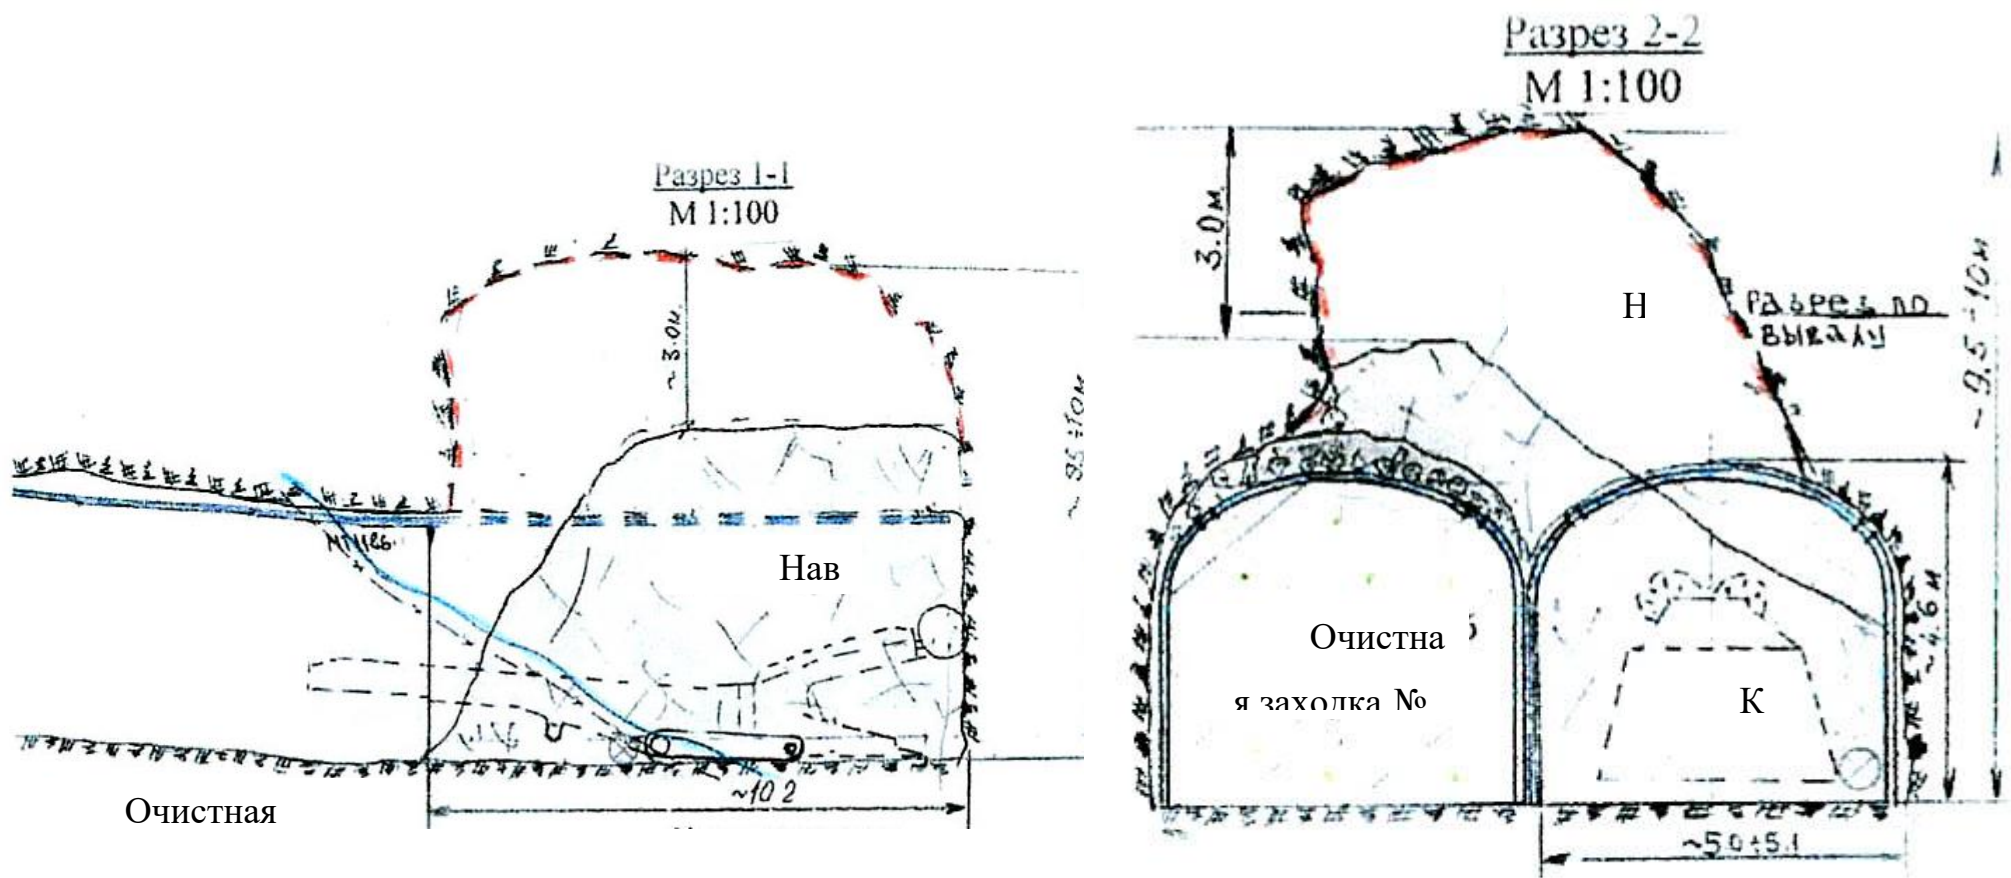 Разрез 1-1
М 1:100
~3.0м.
Нав
~10.2
Очистная
Разрез 2-2
М 1:100
3.0м.
Н
Разрез по
вывалу
~9.5÷10м
Очистна
я заходка №
К
~4.6м
~5.0÷5.1